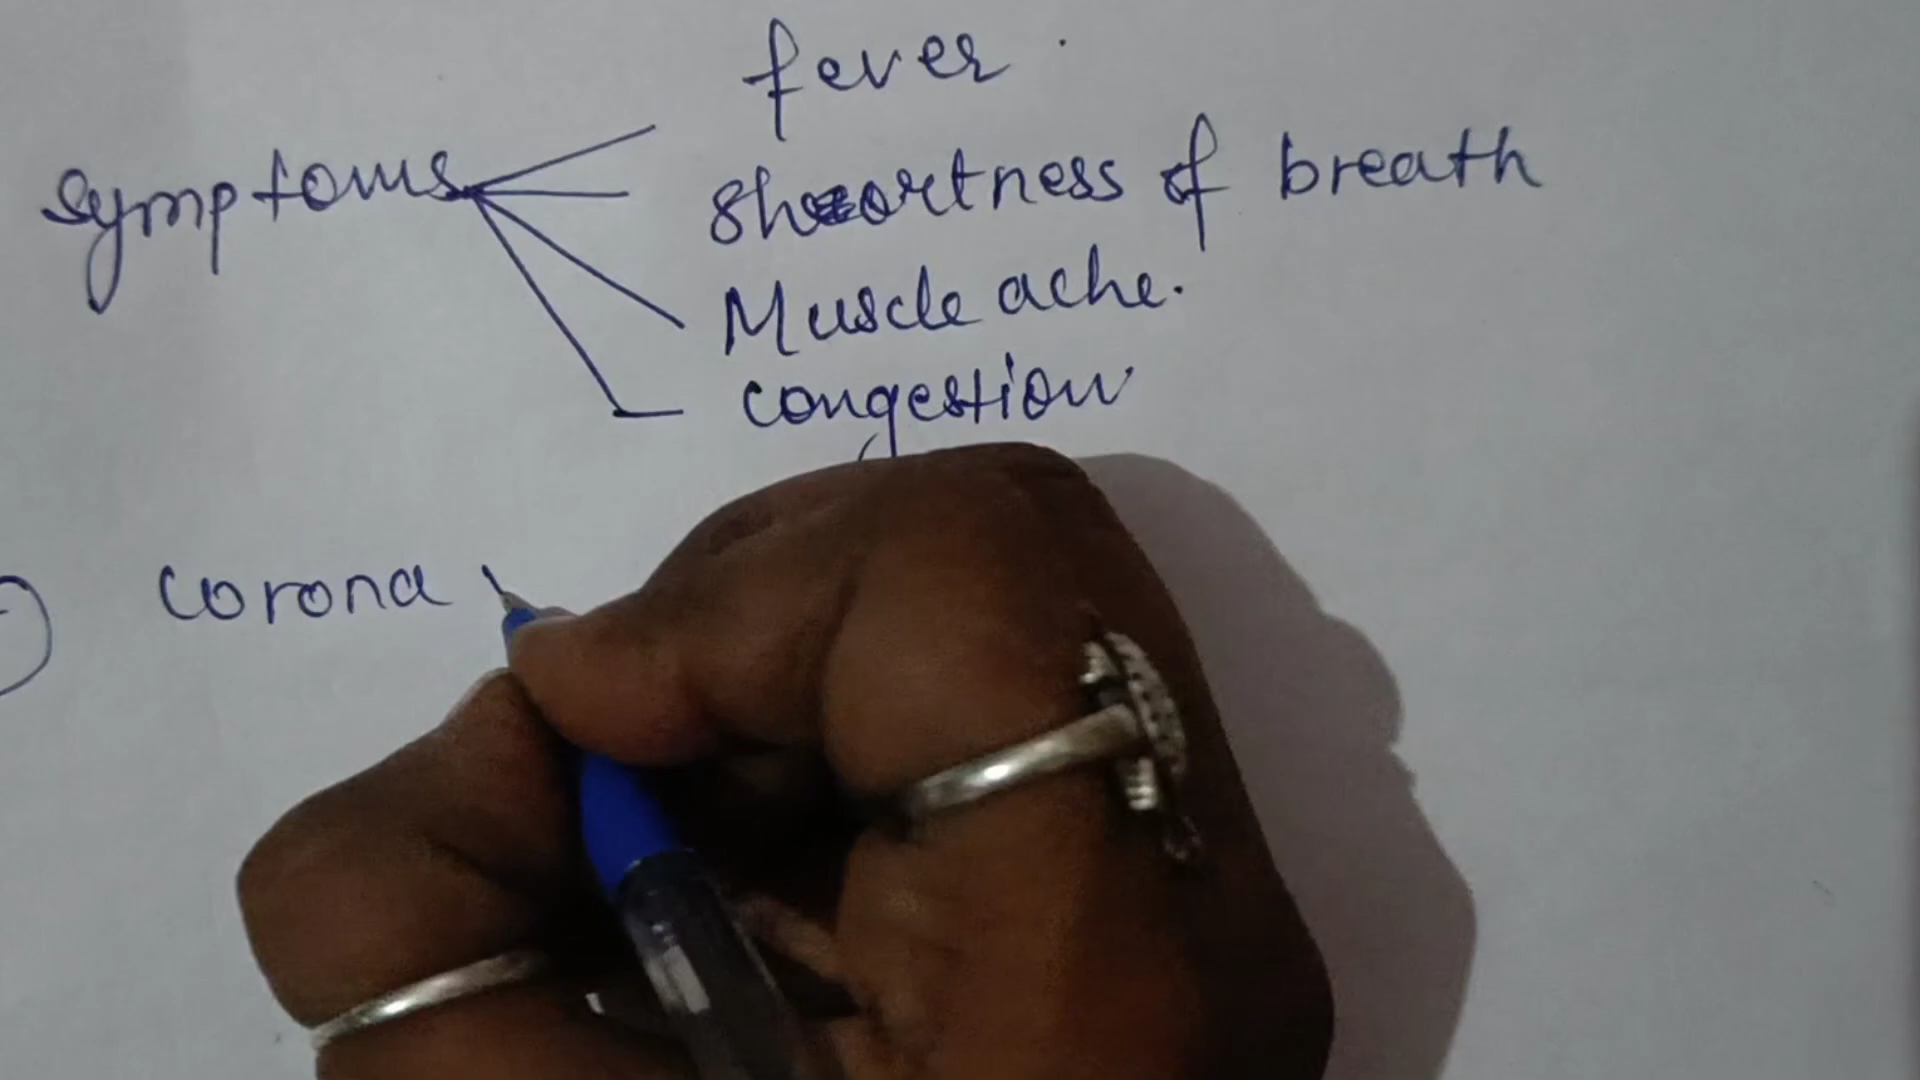 fever.
symptoms
shortness of breath
Muscle ache.
congestion
corona